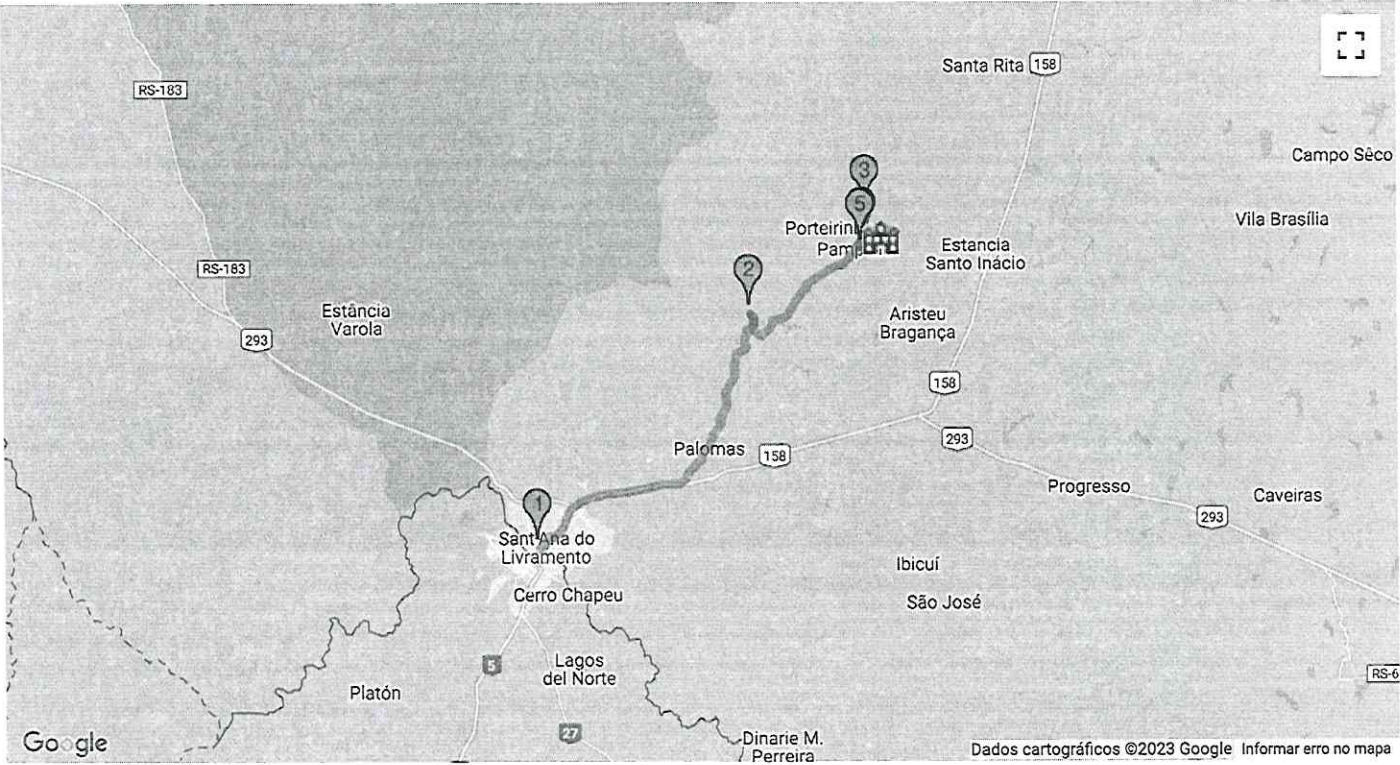 Santa Rita 158
RS-183
Campo Sêco
3
Vila Brasília
5
Estancia
Santo Inácio
RS-183
2
Estância
Varola
Aristeu
Bragança
293
158
293
Palomas
158
Progresso
Caveiras
293
1
Sant'Ana do
Livramento
Ibicuí
Cerro Chapeu
São José
5
Lagos
del Norte
Platón
27
Google
Dinarie M.
Perreira
Dados cartográficos ©2023 Google Informar erro no mapa